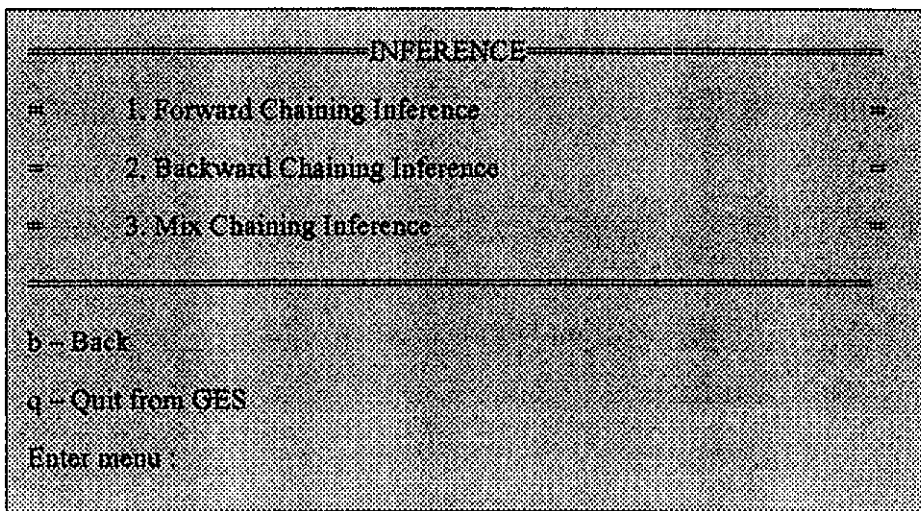 ==================INFERENCE===================
= 1. Forward Chaining Inference =
= 2. Backward Chaining Inference =
= 3. Mix Chaining Inference =
==============================================
b – Back
q – Quit from GES
Enter menu :